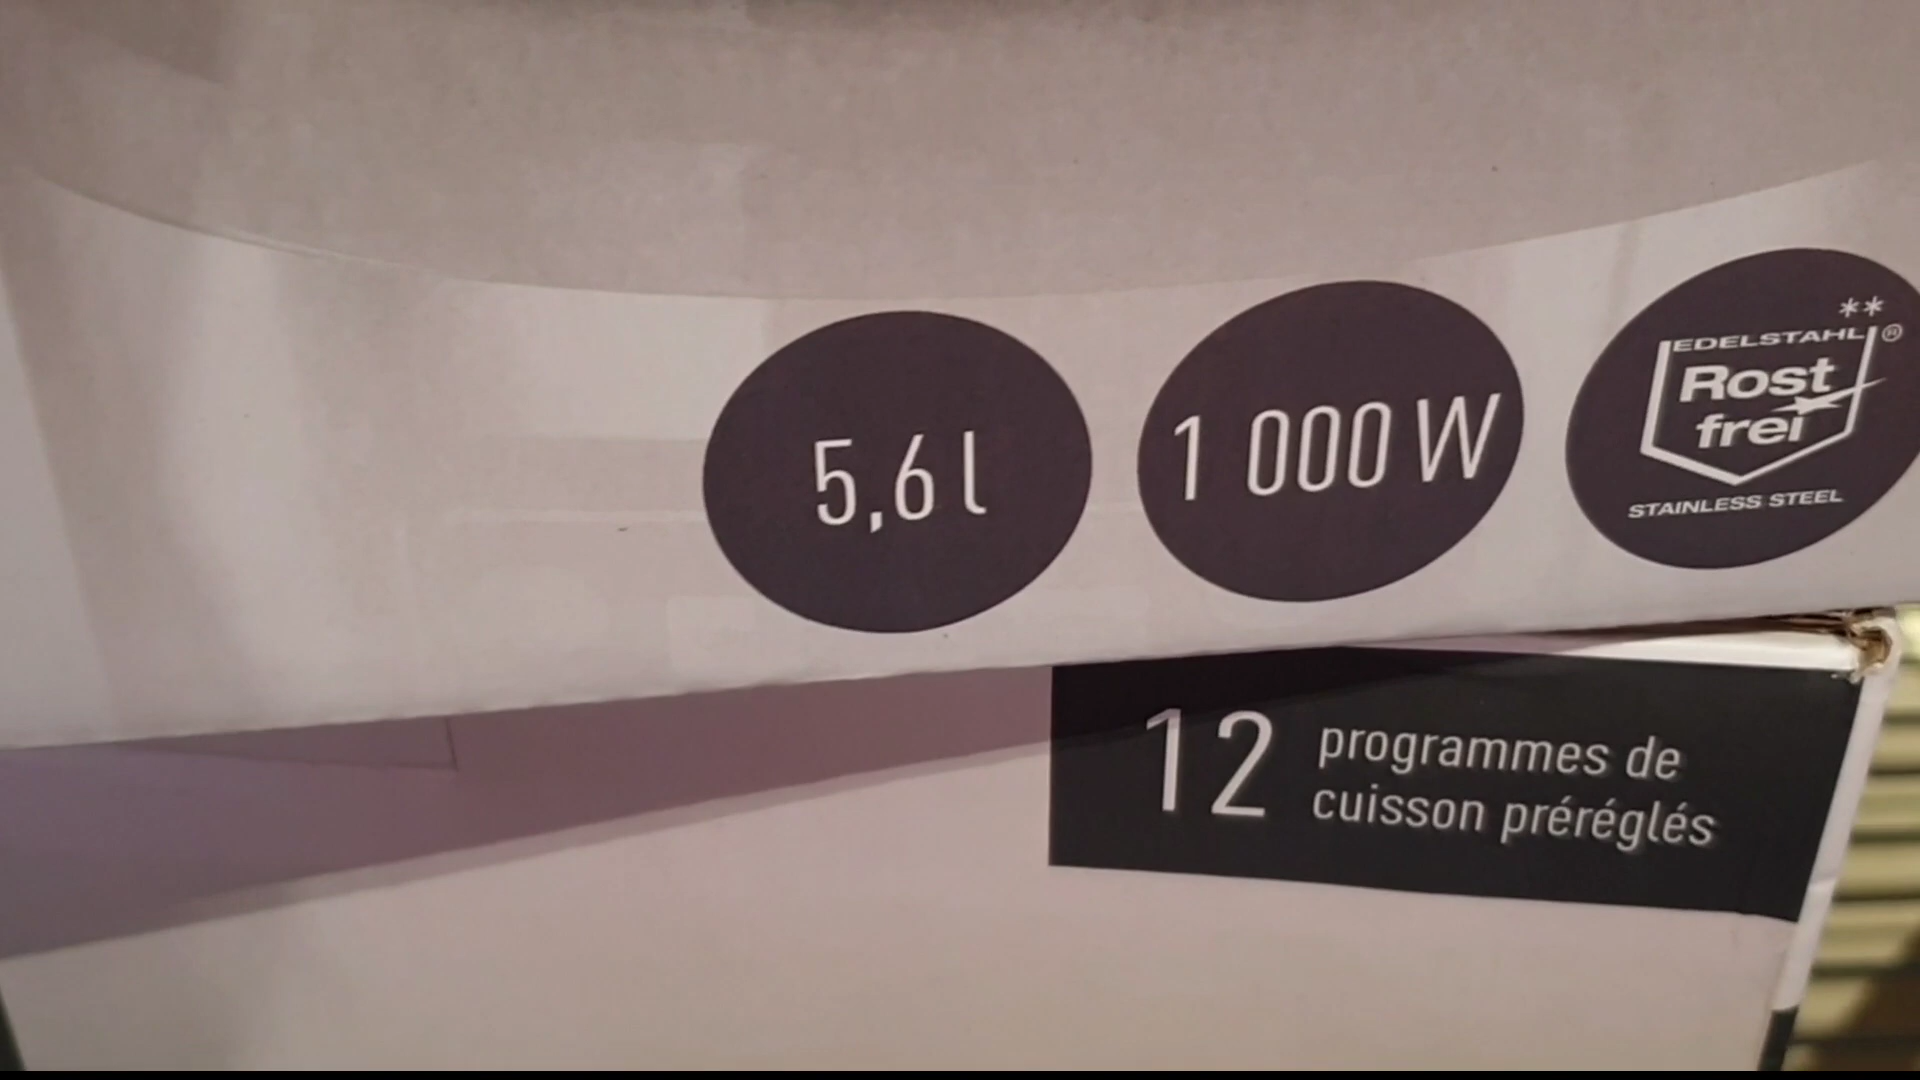 5,6 l
1 000 W
**
EDELSTAHL ®
Rost
frei
STAINLESS STEEL
12 programmes de
cuisson préréglés